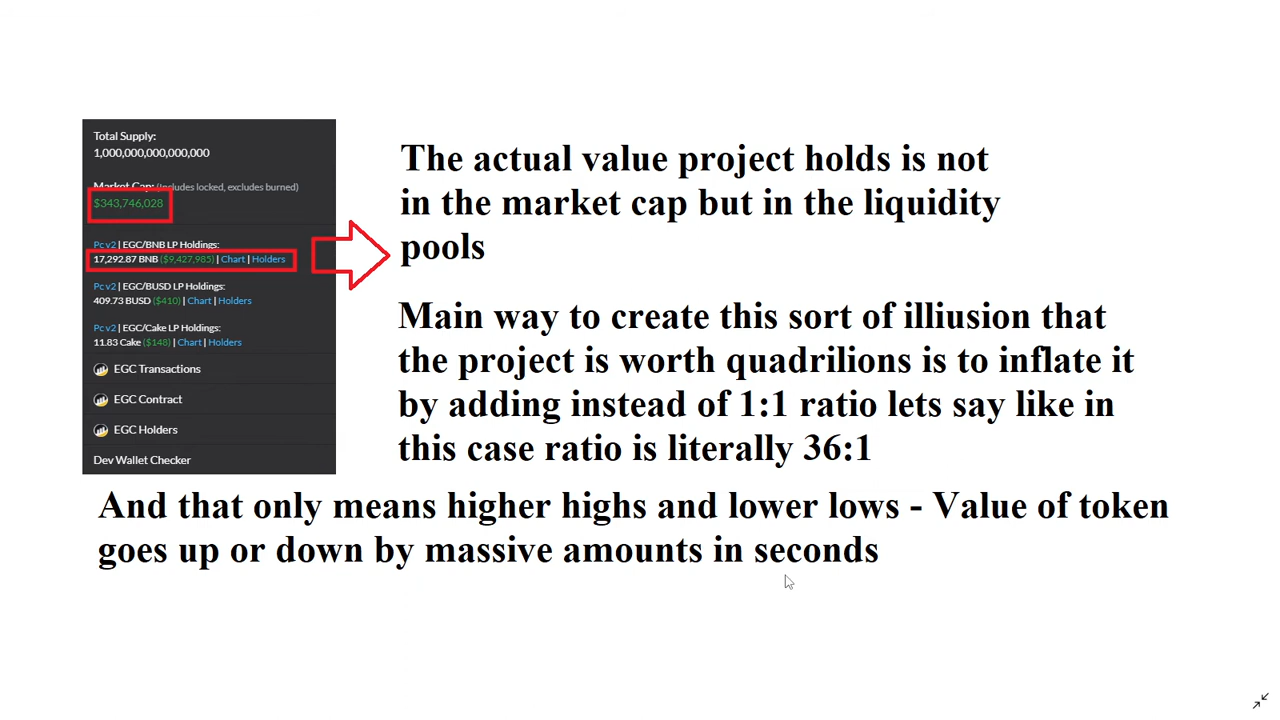 Total Supply:
1,000,000,000,000,000
Market Cap: (includes locked, excludes burned)
$343,746,028
Pc v2 | EGC/BNB LP Holdings:
17,292.87 BNB ($9,427,985) | Chart | Holders
Pc v2 | EGC/BUSD LP Holdings:
409.73 BUSD ($410) | Chart | Holders
Pc v2 | EGC/Cake LP Holdings:
11.83 Cake ($148) | Chart | Holders
EGC Transactions
EGC Contract
EGC Holders
Dev Wallet Checker
The actual value project holds is not
in the market cap but in the liquidity
pools
Main way to create this sort of illiusion that
the project is worth quadrilions is to inflate it
by adding instead of 1:1 ratio lets say like in
this case ratio is literally 36:1
And that only means higher highs and lower lows - Value of token
goes up or down by massive amounts in seconds